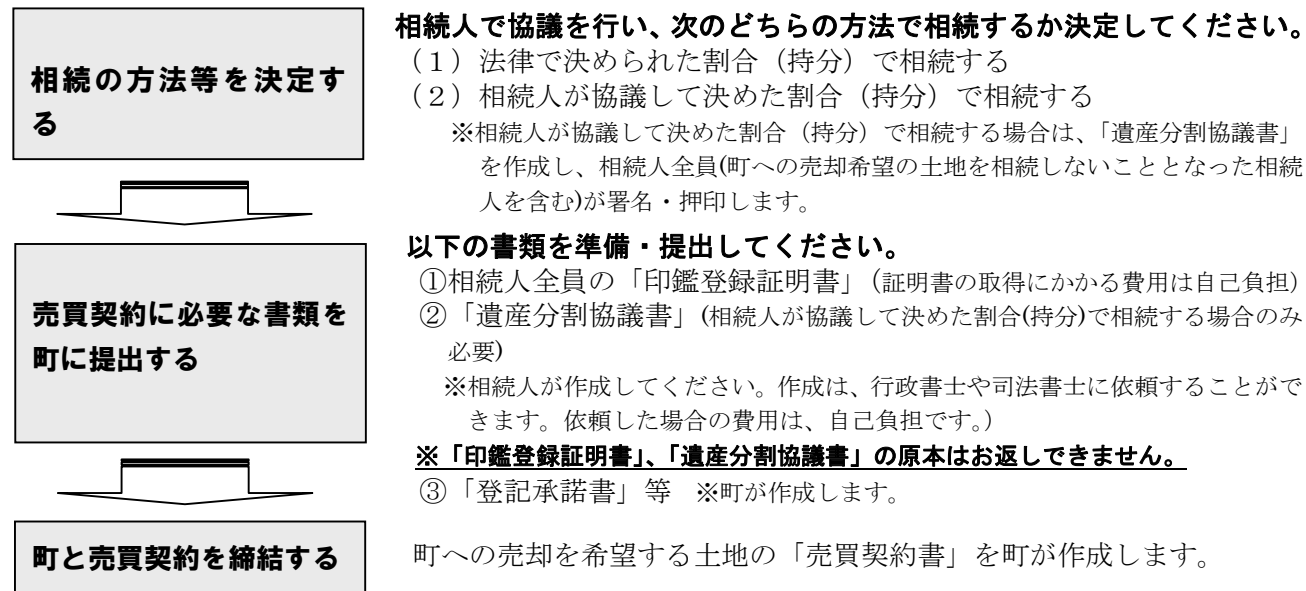 相続の方法等を決定す
る
相続人で協議を行い、次のどちらの方法で相続するか決定してください。
（１）法律で決められた割合（持分）で相続する
（２）相続人が協議して決めた割合（持分）で相続する
※相続人が協議して決めた割合（持分）で相続する場合は、「遺産分割協議書」
を作成し、相続人全員(町への売却希望の土地を相続しないこととなった相続
人を含む)が署名・押印します。
売買契約に必要な書類を
町に提出する
以下の書類を準備・提出してください。
①相続人全員の「印鑑登録証明書」（証明書の取得にかかる費用は自己負担）
②「遺産分割協議書」(相続人が協議して決めた割合(持分)で相続する場合のみ
必要)
※相続人が作成してください。作成は、行政書士や司法書士に依頼することがで
きます。依頼した場合の費用は、自己負担です。）
※「印鑑登録証明書」、「遺産分割協議書」の原本はお返しできません。
③「登記承諾書」等　※町が作成します。
町と売買契約を締結する
町への売却を希望する土地の「売買契約書」を町が作成します。